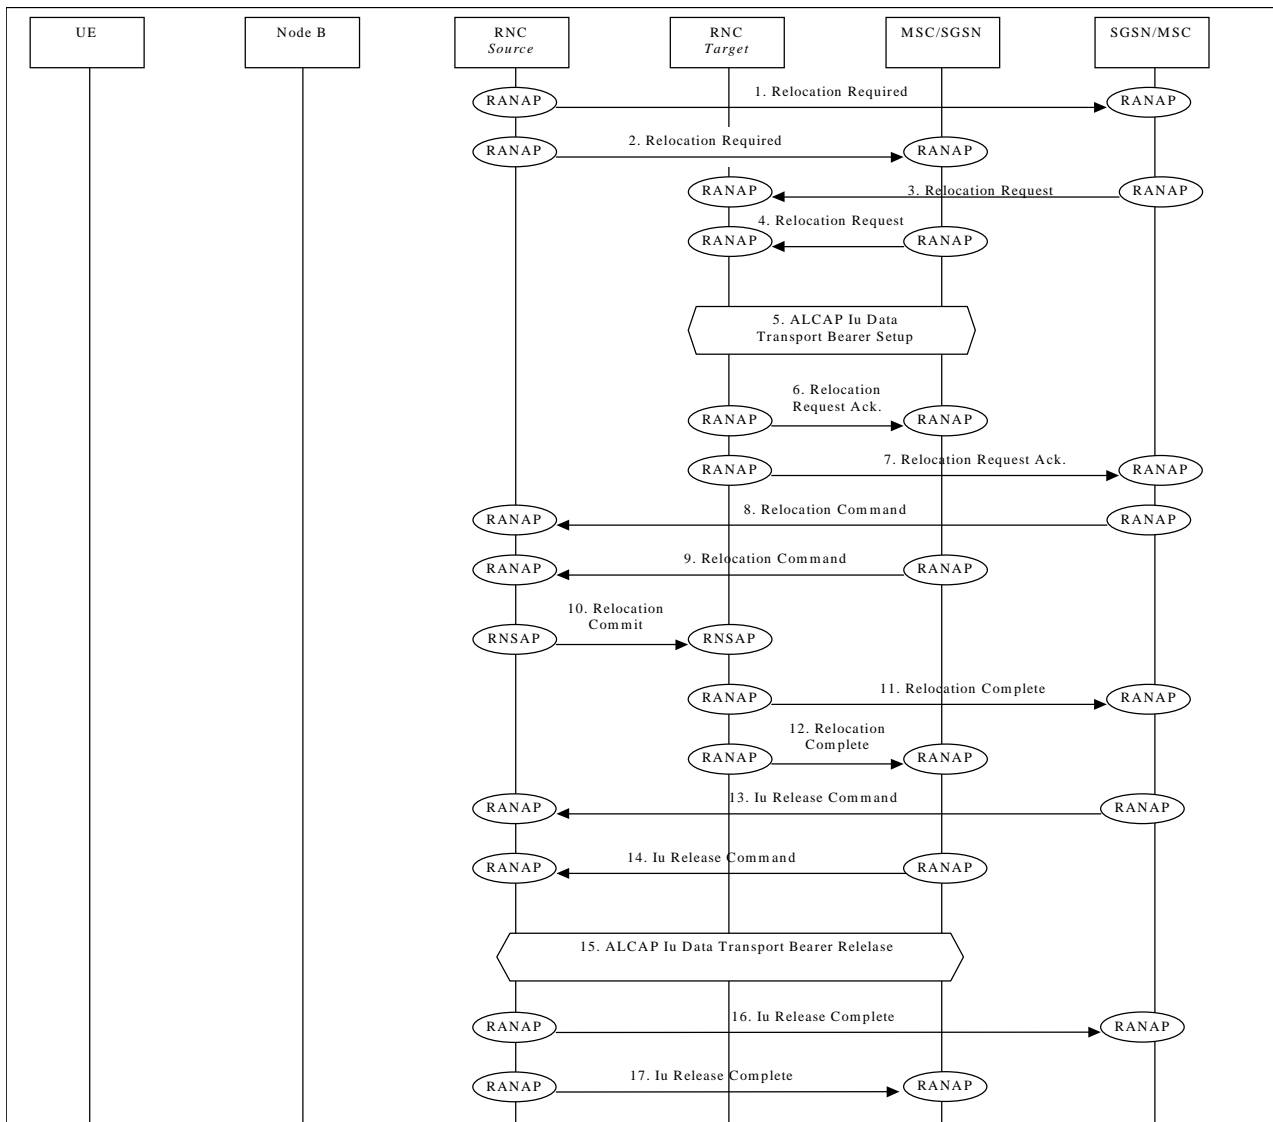 UE
Node B
RNC
Source
RNC
Target
MSC/SGSN
SGSN/MSC
RANAP
1. Relocation Required
RANAP
RANAP
2. Relocation Required
RANAP
RANAP
3. Relocation Request
RANAP
RANAP
4. Relocation Request
RANAP
5. ALCAP Iu Data
Transport Bearer Setup
RANAP
6. Relocation
Request Ack.
RANAP
RANAP
7. Relocation Request Ack.
RANAP
RANAP
8. Relocation Command
RANAP
RANAP
9. Relocation Command
RANAP
RNSAP
10. Relocation
Commit
RNSAP
RANAP
11. Relocation Complete
RANAP
RANAP
12. Relocation
Complete
RANAP
RANAP
13. Iu Release Command
RANAP
RANAP
14. Iu Release Command
RANAP
15. ALCAP Iu Data Transport Bearer Relelase
RANAP
16. Iu Release Complete
RANAP
RANAP
17. Iu Release Complete
RANAP